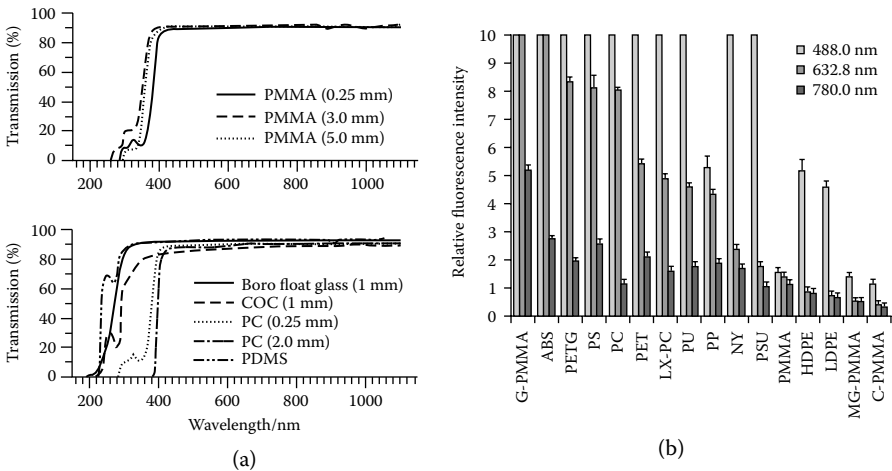 100
80
60
40
20
0
Transmission (%)
PMMA (0.25 mm)
PMMA (3.0 mm)
PMMA (5.0 mm)
200 400 600 800 1000
100
80
60
40
20
0
Transmission (%)
Boro float glass (1 mm)
COC (1 mm)
PC (0.25 mm)
PC (2.0 mm)
PDMS
200 400 600 800 1000
Wavelength/nm
(a)
10
9
8
7
6
5
4
3
2
1
0
Relative fluorescence intensity
488.0 nm
632.8 nm
780.0 nm
G-PMMA
ABS
PETG
PS
PC
PET
LX-PC
PU
PP
NY
PSU
PMMA
HDPE
LDPE
MG-PMMA
C-PMMA
(b)